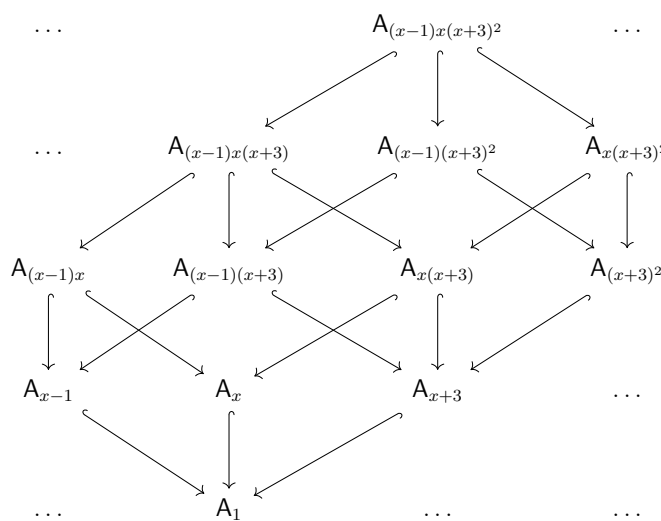 … A_{(x−1)x(x+3)²} …
… A_{(x−1)x(x+3)} A_{(x−1)(x+3)²} A_{x(x+3)²}
A_{(x−1)x} A_{(x−1)(x+3)} A_{x(x+3)} A_{(x+3)²}
A_{x−1} A_x A_{x+3} …
… A_1 … …